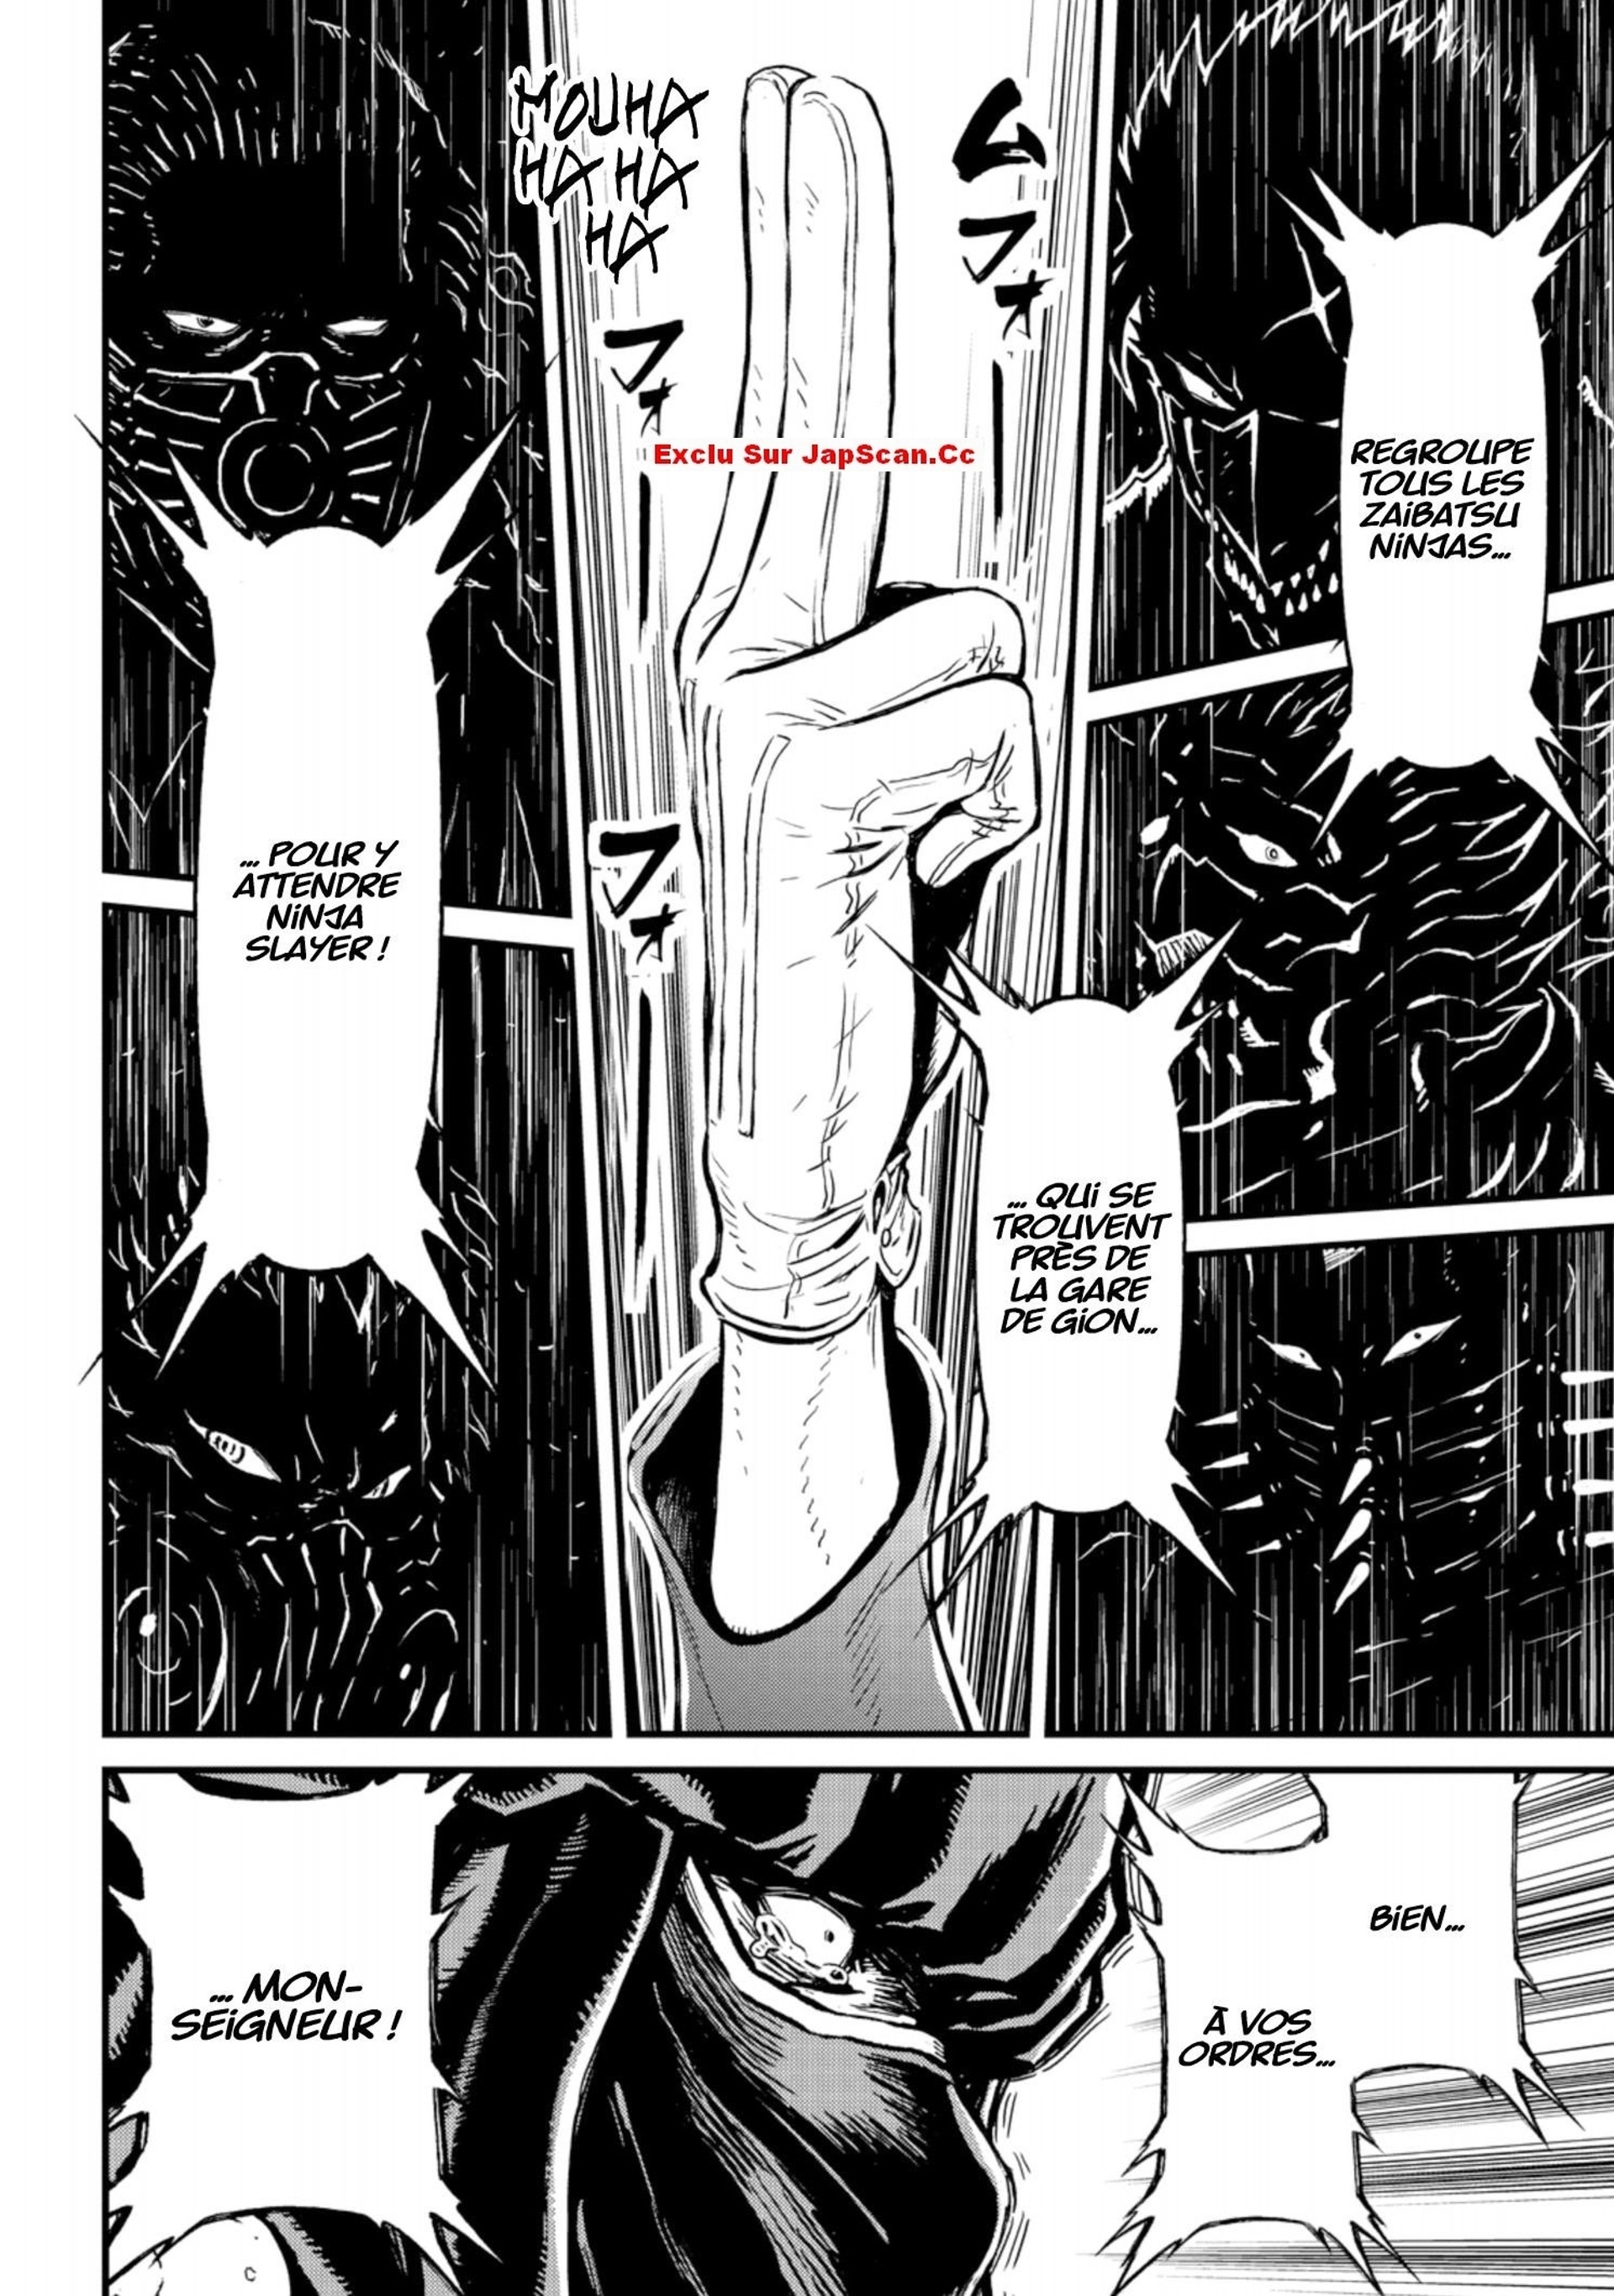 REGROUPE
TOUS LES
ZAiBATSU
NiNJAS...
ム
フォ
フォ
フォ
MOUHA
HA HA
HA
Exclu Sur JapScan.Cc
... QUi SE
TROUVENT
PRÈS DE
LA GARE
DE GiON...
... POUR Y
ATTENDRE
NiNJA
SLAYER !
BiEN...
À VOS
ORDRES...
... MON-
SEiGNEUR !